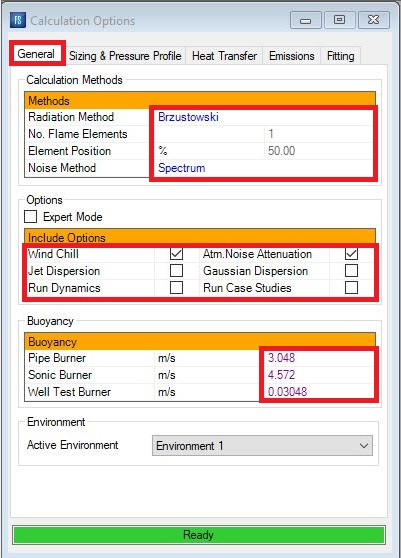 FS Calculation Options
General Sizing & Pressure Profile Heat Transfer Emissions Fitting
Calculation Methods
Methods
Radiation Method Brzustowski
No. Flame Elements 1
Element Position % 50.00
Noise Method Spectrum
Options
Expert Mode
Include Options
Wind Chill Atm.Noise Attenuation
Jet Dispersion Gaussian Dispersion
Run Dynamics Run Case Studies
Buoyancy
Buoyancy
Pipe Burner m/s 3.048
Sonic Burner m/s 4.572
Well Test Burner m/s 0.03048
Environment
Active Environment Environment 1
Ready